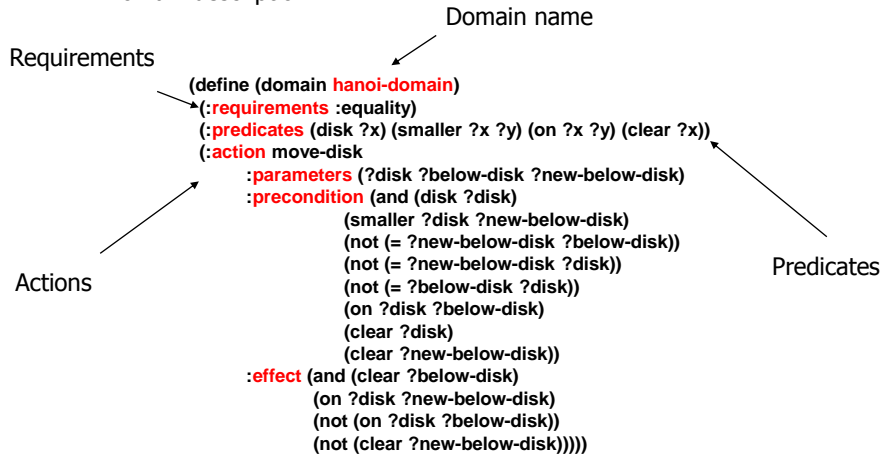 Domain name
Requirements
(define (domain hanoi-domain)
(:requirements :equality)
(:predicates (disk ?x) (smaller ?x ?y) (on ?x ?y) (clear ?x))
(:action move-disk
:parameters (?disk ?below-disk ?new-below-disk)
:precondition (and (disk ?disk)
(smaller ?disk ?new-below-disk)
(not (= ?new-below-disk ?below-disk))
(not (= ?new-below-disk ?disk))
(not (= ?below-disk ?disk))
(on ?disk ?below-disk)
(clear ?disk)
(clear ?new-below-disk))
:effect (and (clear ?below-disk)
(on ?disk ?new-below-disk)
(not (on ?disk ?below-disk))
(not (clear ?new-below-disk)))))
Actions
Predicates